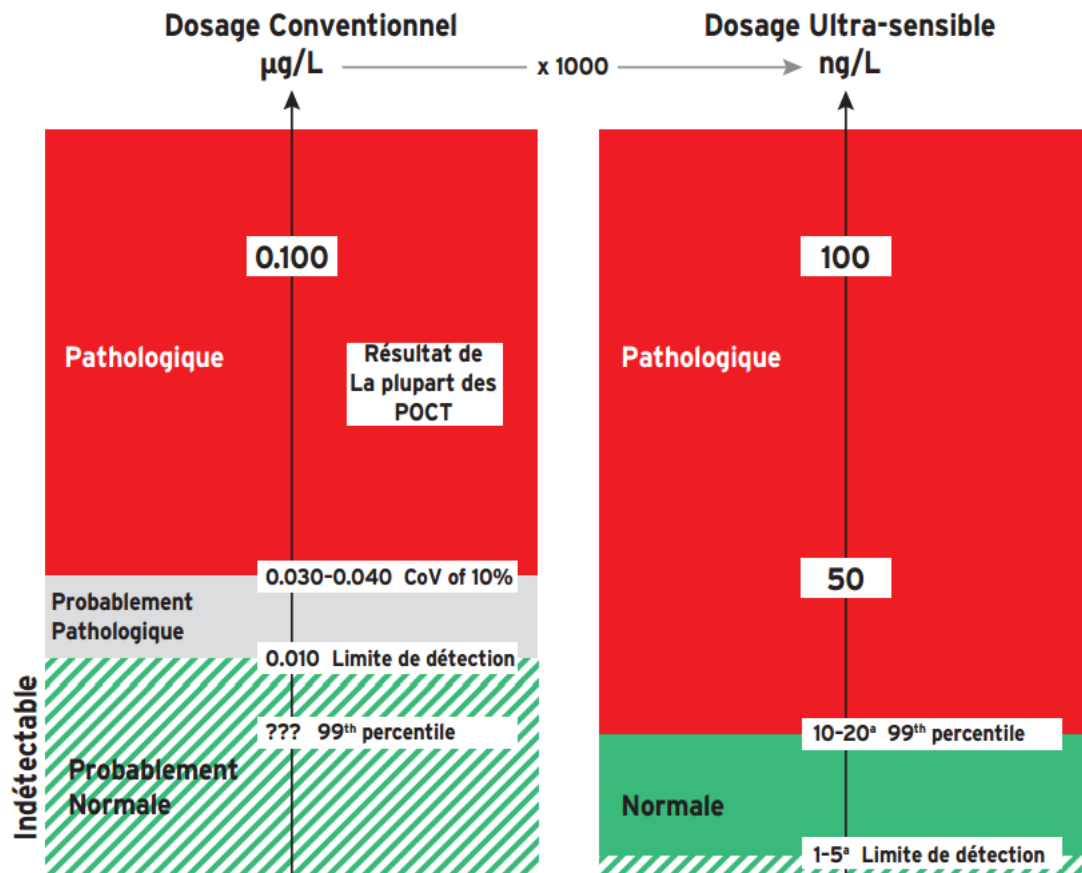 Dosage Conventionnel
µg/L
x 1000
Dosage Ultra-sensible
ng/L
0.100
Pathologique
Résultat de
La plupart des
POCT
0.030-0.040 CoV of 10%
Probablement
Pathologique
0.010 Limite de détection
??? 99th percentile
Indétectable
Probablement
Normale
100
Pathologique
50
10-20ª 99th percentile
Normale
1-5ª Limite de détection